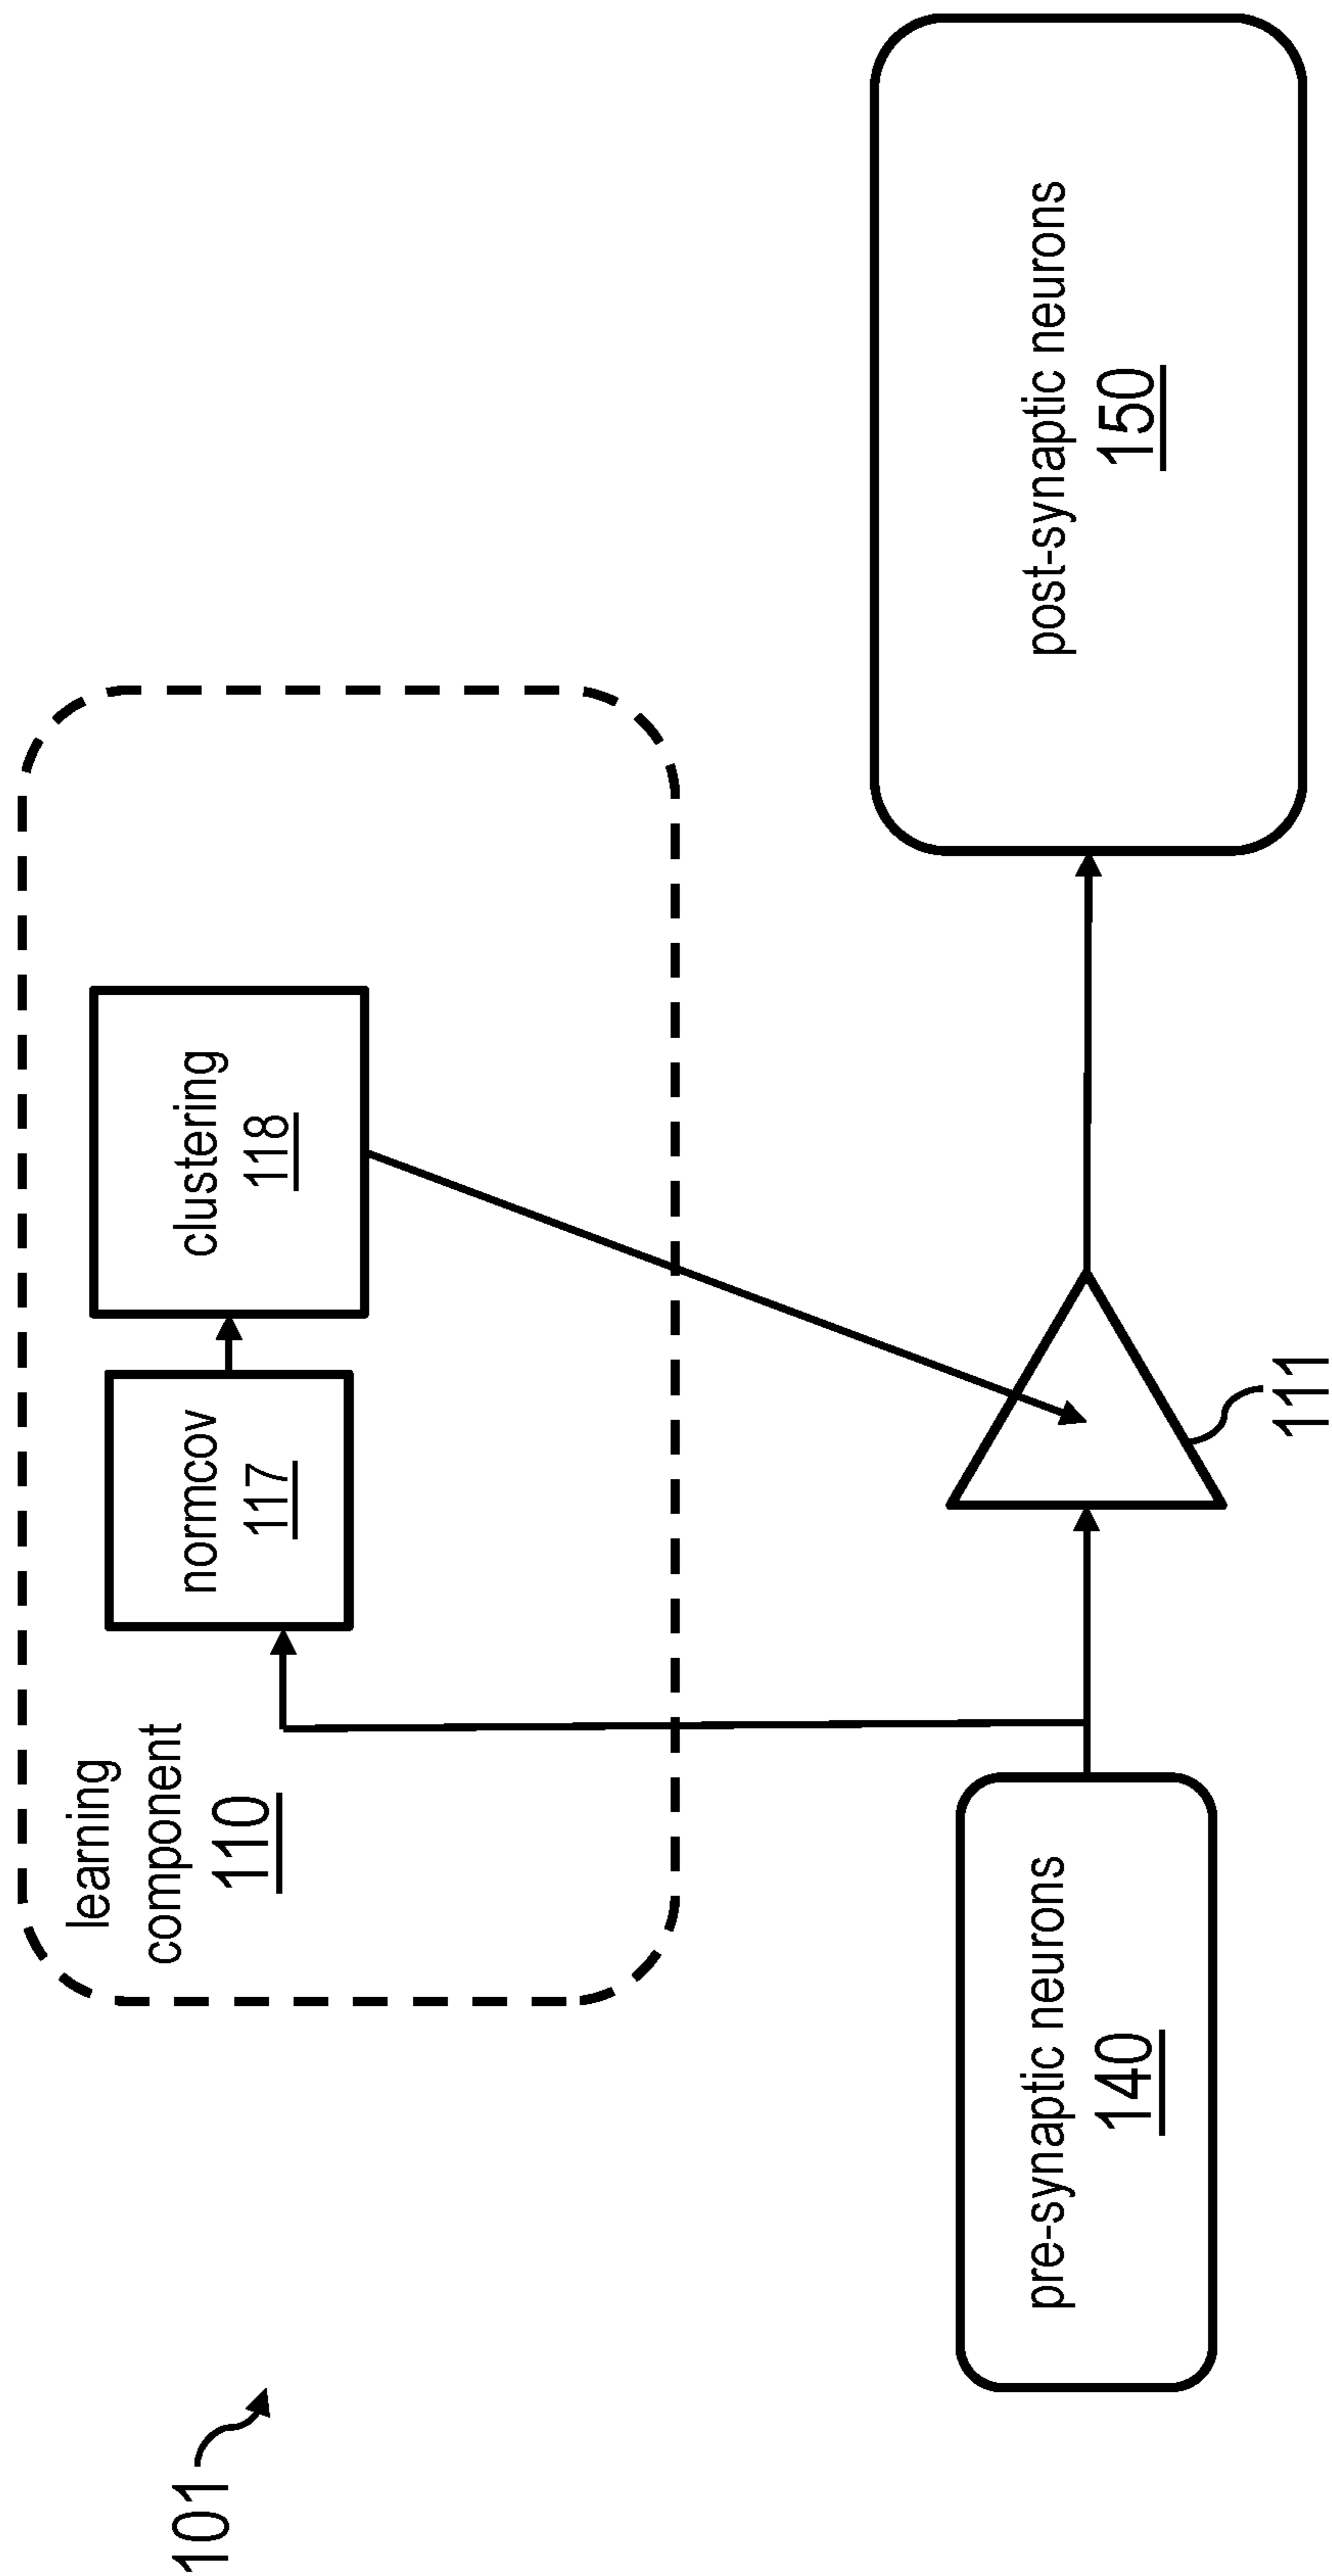 101
learning
component
110
normcov
117
clustering
118
pre-synaptic neurons
140
111
post-synaptic neurons
150